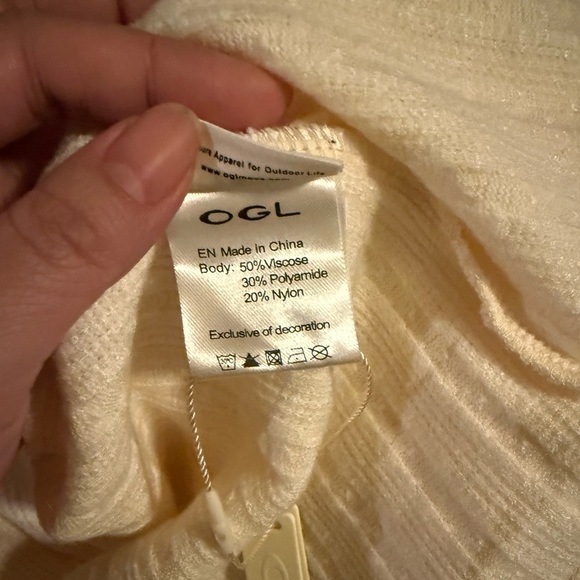 Apparel for Outdoor Life
OGL
EN Made in China
Body: 50%Viscose
30% Polyamide
20% Nylon
Exclusive of decoration